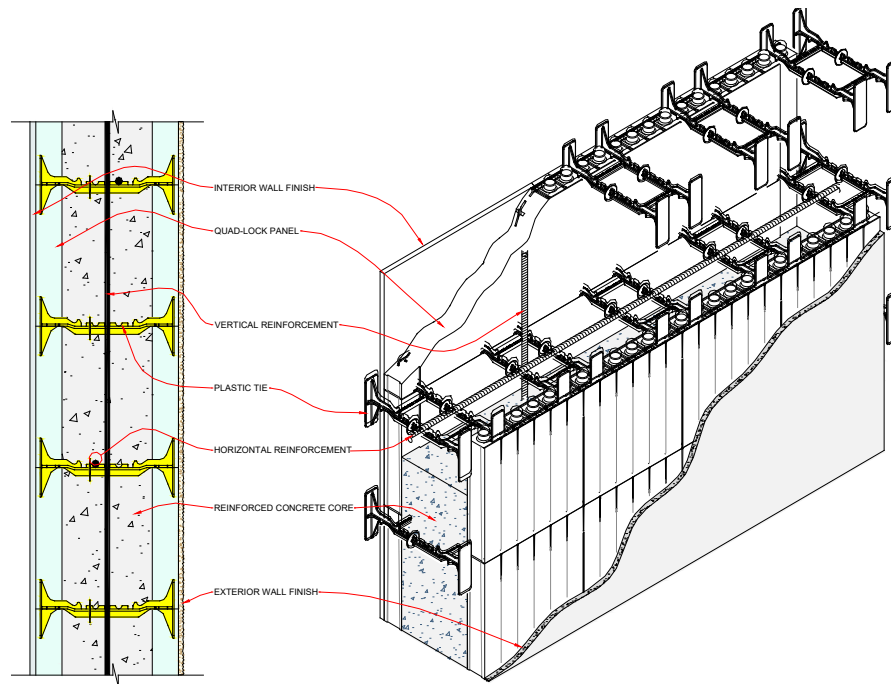 INTERIOR WALL FINISH
QUAD-LOCK PANEL
VERTICAL REINFORCEMENT
PLASTIC TIE
HORIZONTAL REINFORCEMENT
REINFORCED CONCRETE CORE
EXTERIOR WALL FINISH